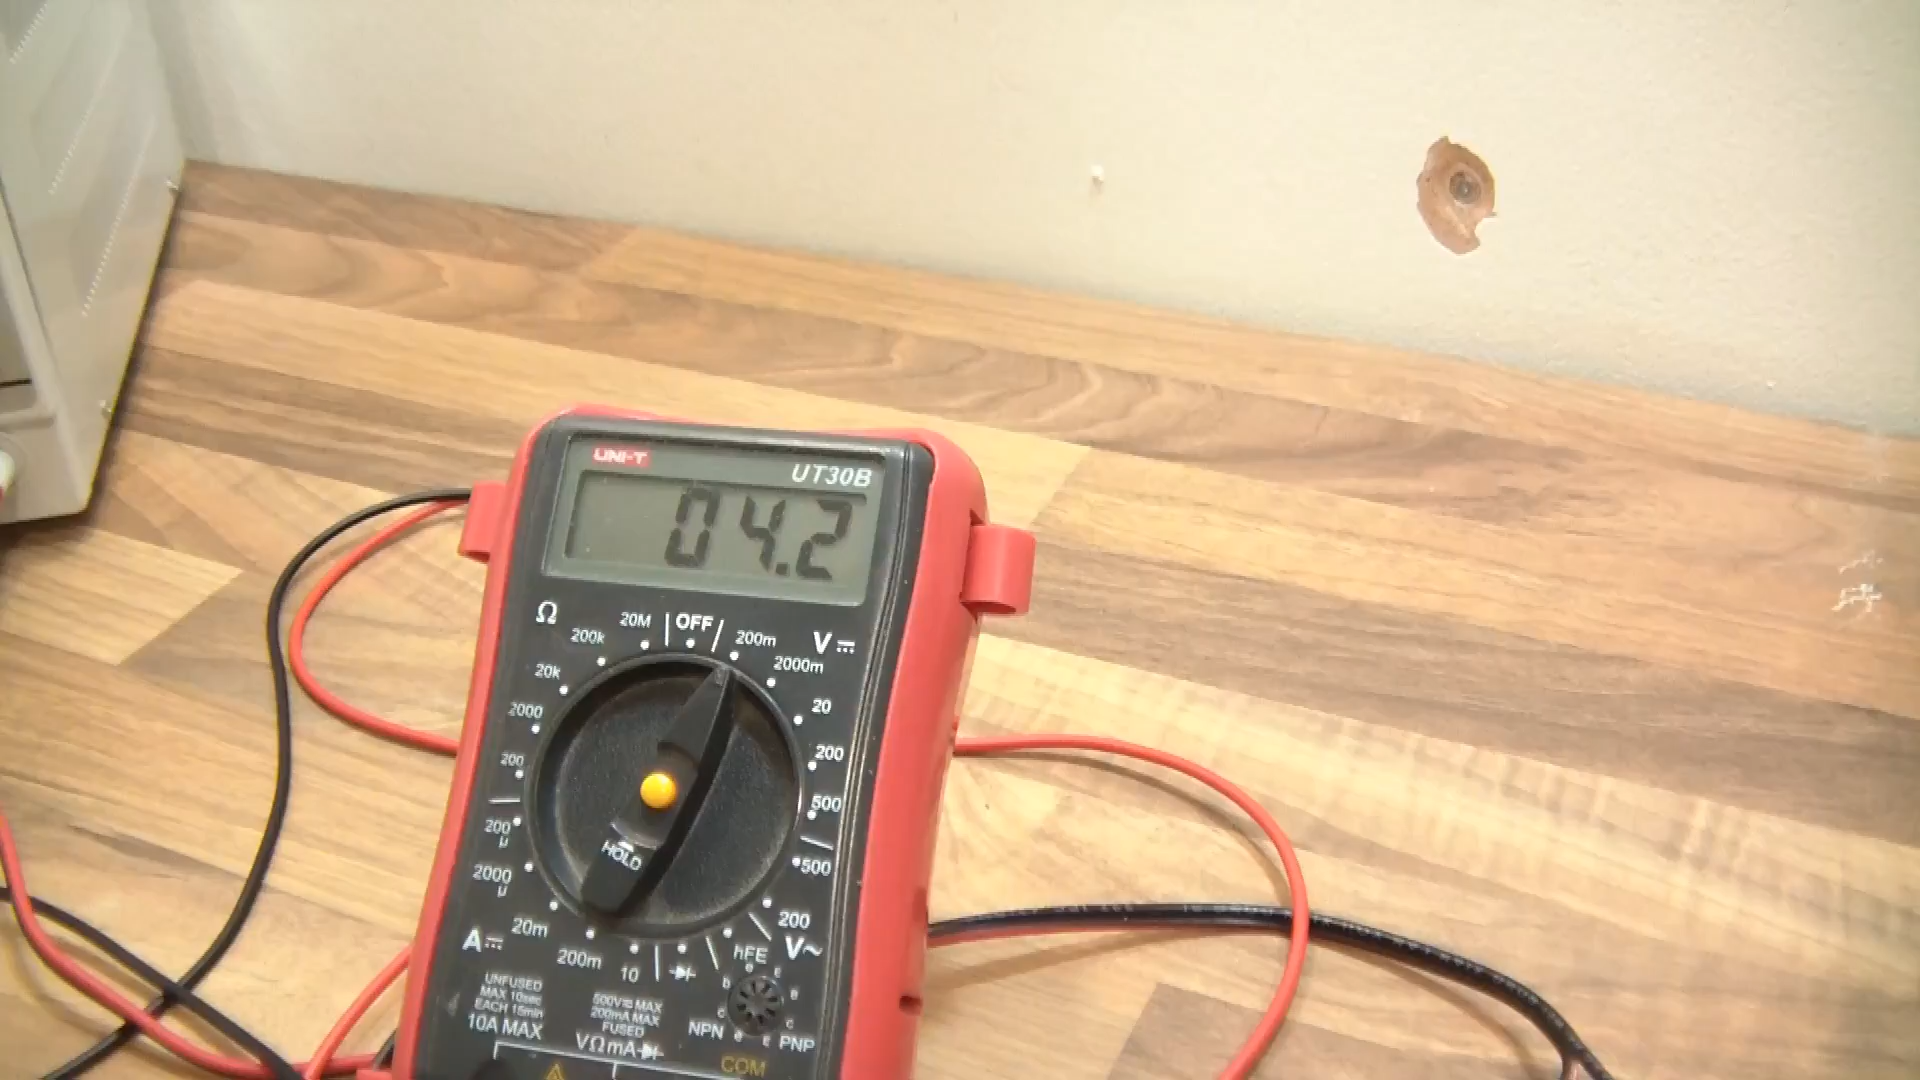 UNI-T
UT30B
04.2
Ω 20M OFF 200m V
200k 2000m
20k 20
2000 200
200 500
200μ 500
2000μ 200
20m V~
A 200m 10 hFE
HOLD
UNFUSED
MAX 10sec
EACH 15min
10A MAX
500V MAX
200mA MAX
FUSED
VΩmA
NPN PNP
COM